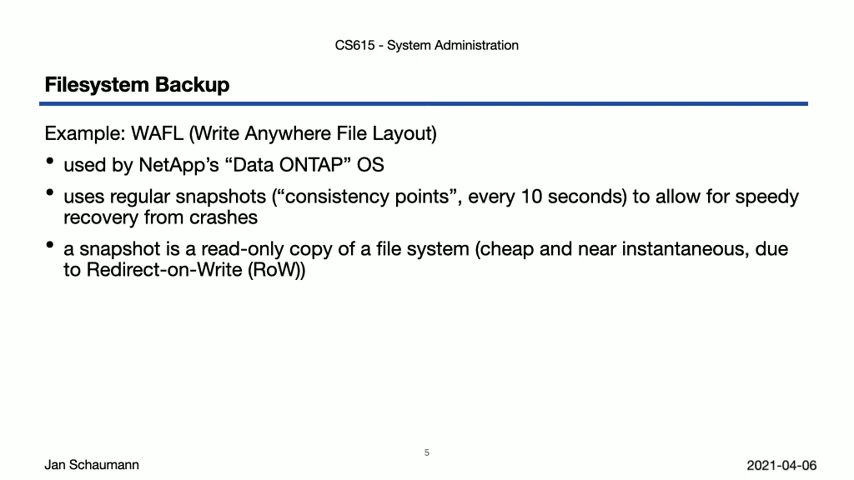 CS615 - System Administration
Filesystem Backup
Example: WAFL (Write Anywhere File Layout)
• used by NetApp's “Data ONTAP” OS
• uses regular snapshots (“consistency points”, every 10 seconds) to allow for speedy
recovery from crashes
• a snapshot is a read-only copy of a file system (cheap and near instantaneous, due
to Redirect-on-Write (RoW))
5
Jan Schaumann
2021-04-06